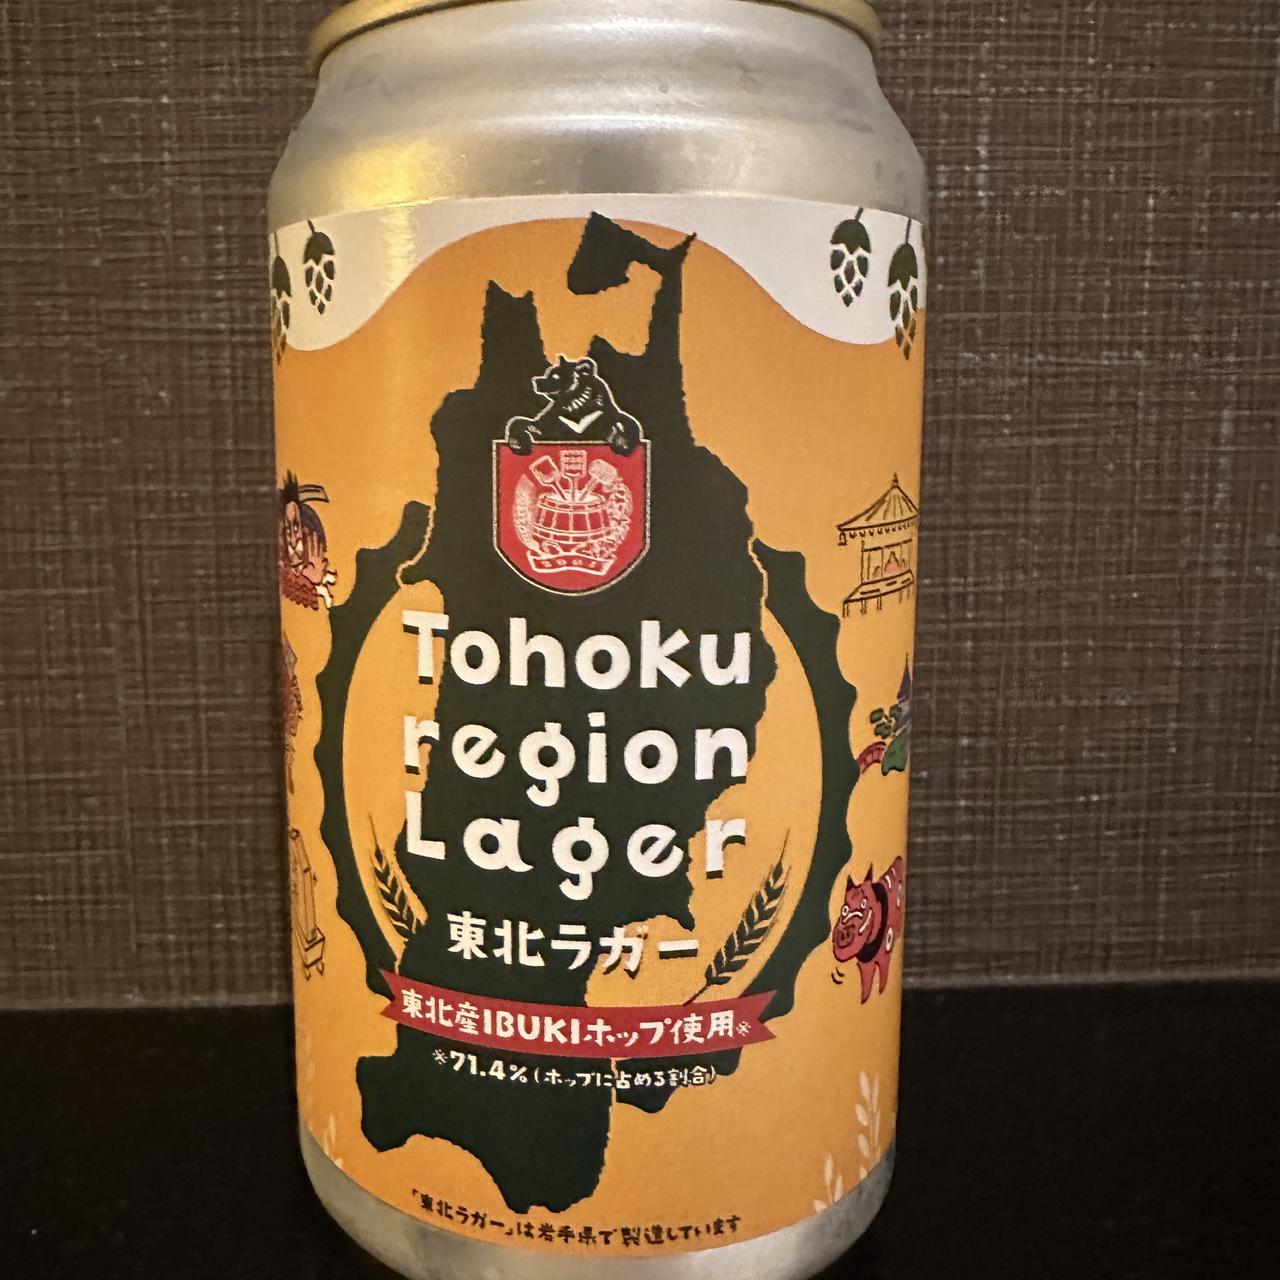 Tohoku
region
Lager
東北ラガー
東北産IBUKIホップ使用※
※71.4%(ホップに占める割合)
「東北ラガー」は岩手県で製造しています